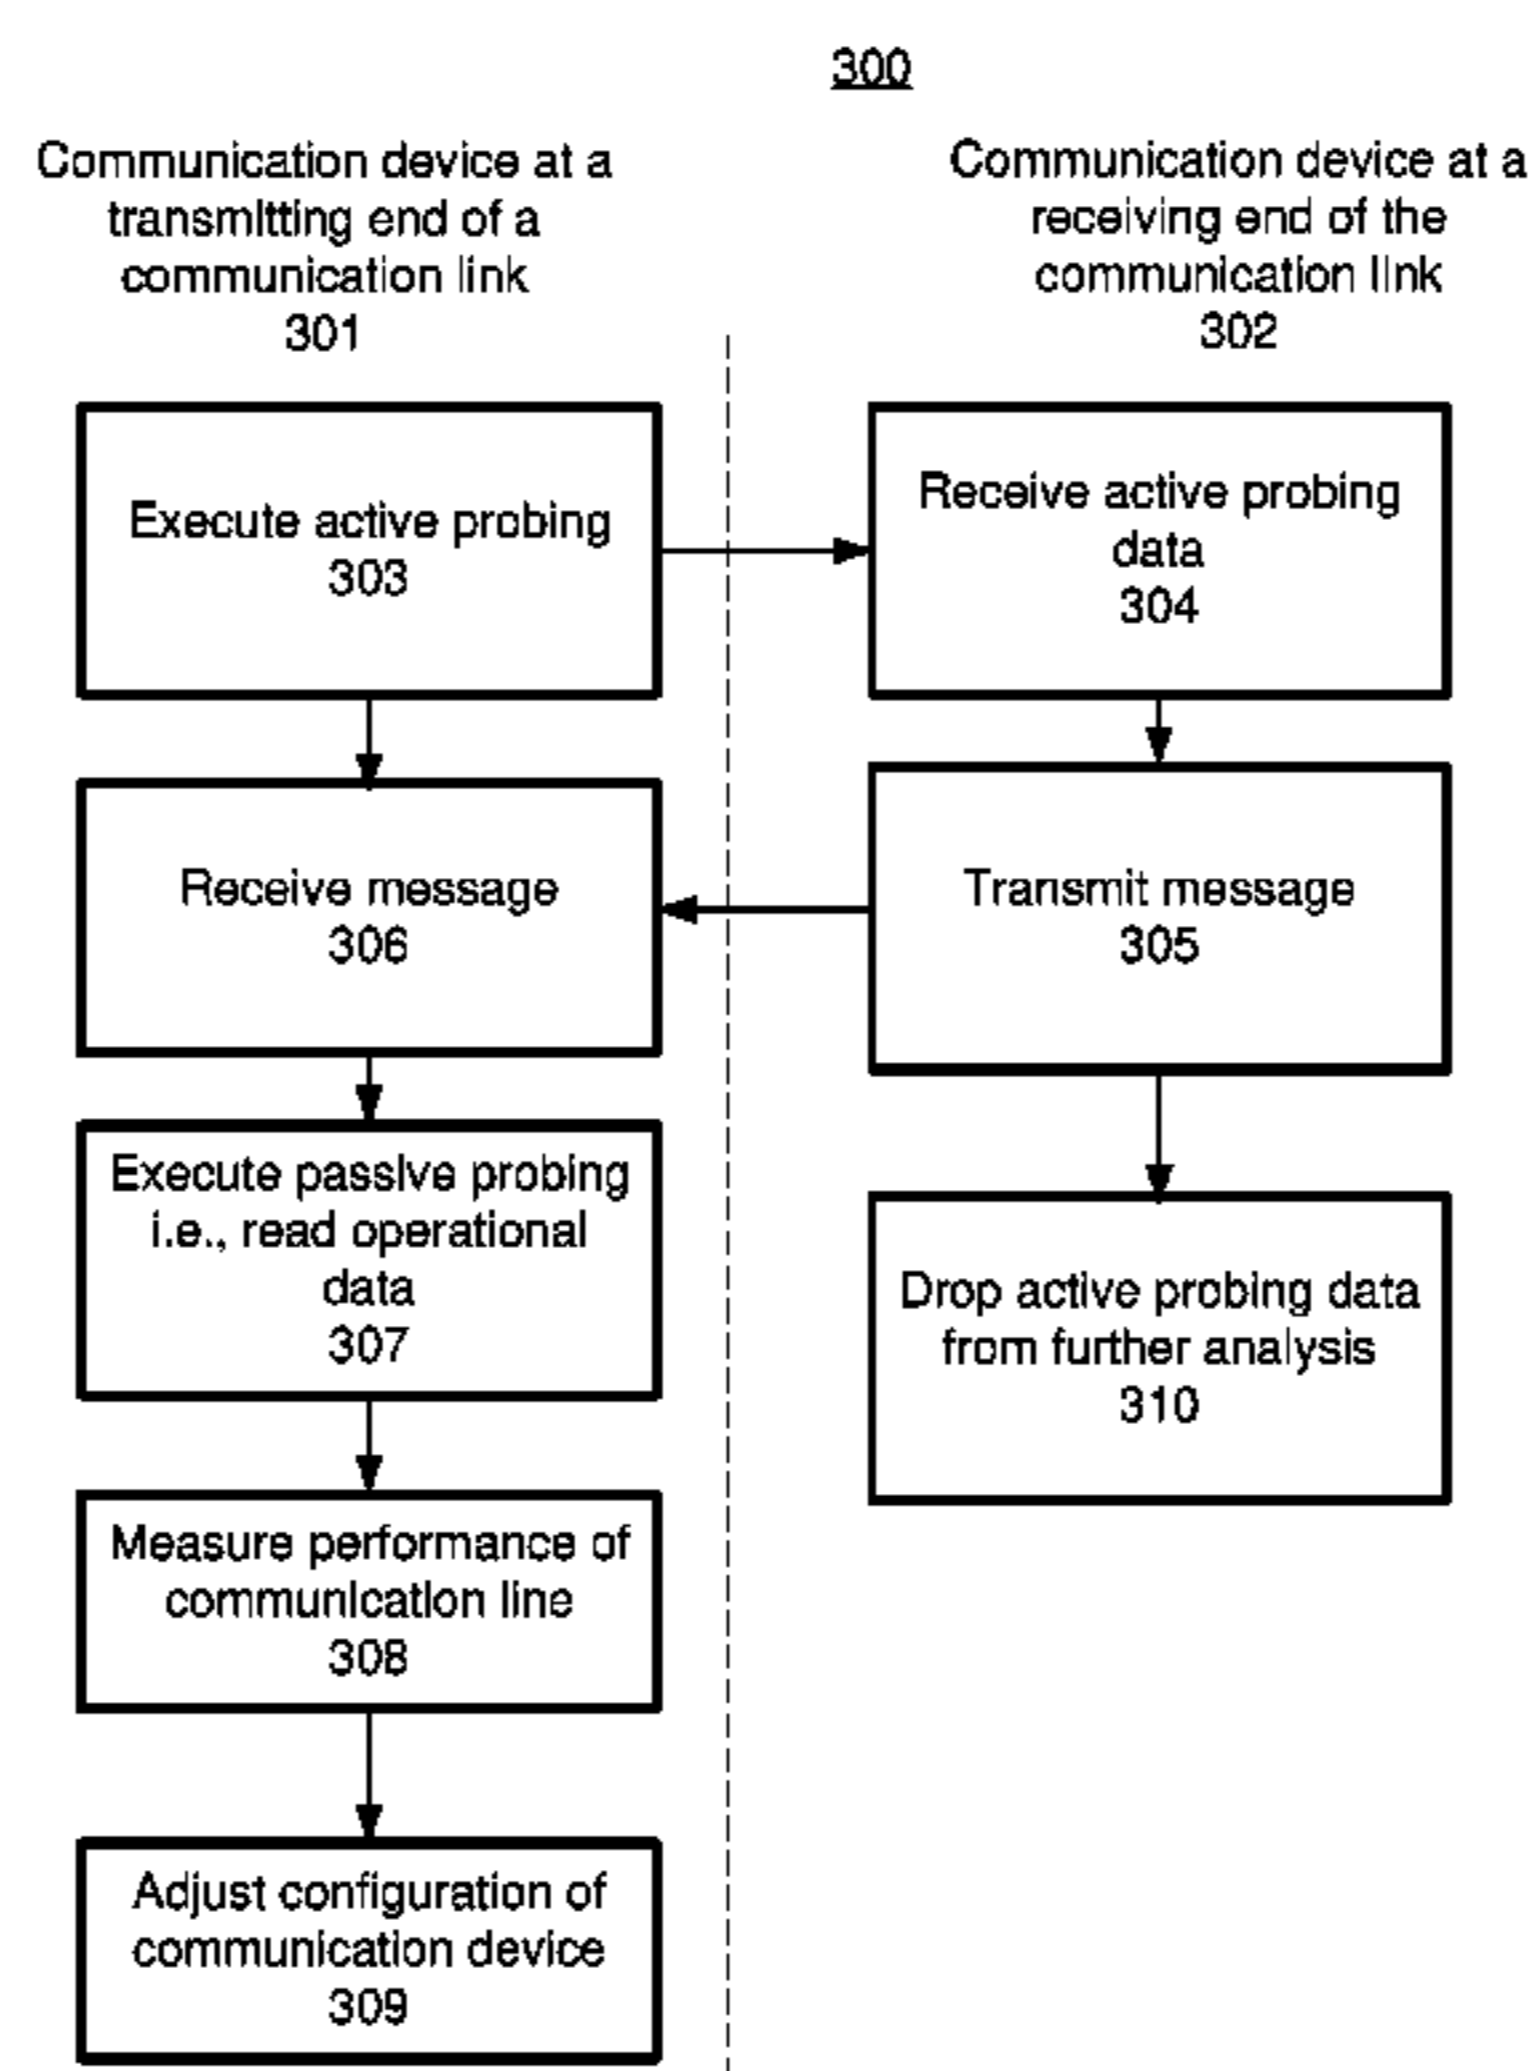 300
Communication device at a
transmitting end of a
communication link
301
Communication device at a
receiving end of the
communication link
302
Execute active probing
303
Receive active probing
data
304
Receive message
306
Transmit message
305
Execute passive probing
i.e., read operational
data
307
Drop active probing data
from further analysis
310
Measure performance of
communication line
308
Adjust configuration of
communication device
309